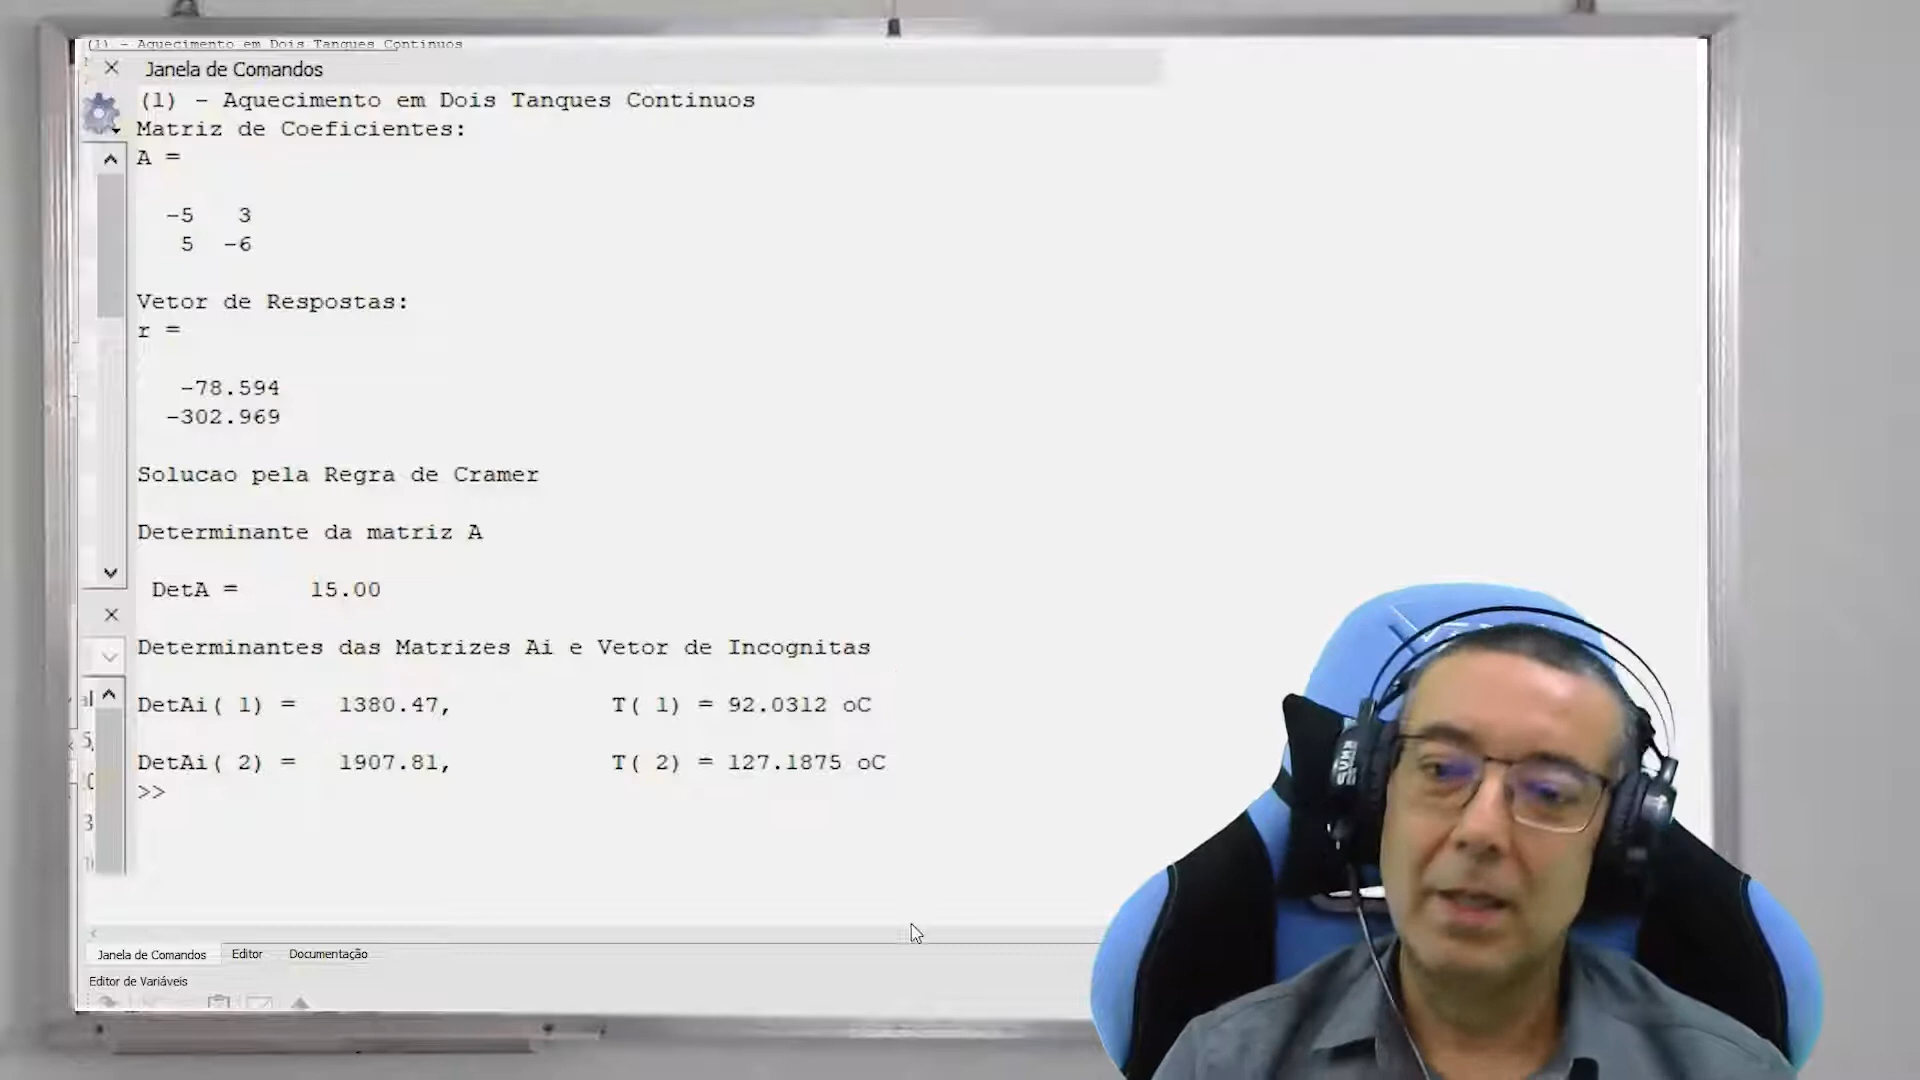 (1) - Aquecimento em Dois Tanques Continuos
Janela de Comandos
(1) - Aquecimento em Dois Tanques Continuos
Matriz de Coeficientes:
A =
-5 3
5 -6
Vetor de Respostas:
r =
-78.594
-302.969
Solucao pela Regra de Cramer
Determinante da matriz A
DetA = 15.00
Determinantes das Matrizes Ai e Vetor de Incognitas
DetAi( 1) = 1380.47, T( 1) = 92.0312 oC
DetAi( 2) = 1907.81, T( 2) = 127.1875 oC
>>
Janela de Comandos Editor Documentação
Editor de Variáveis